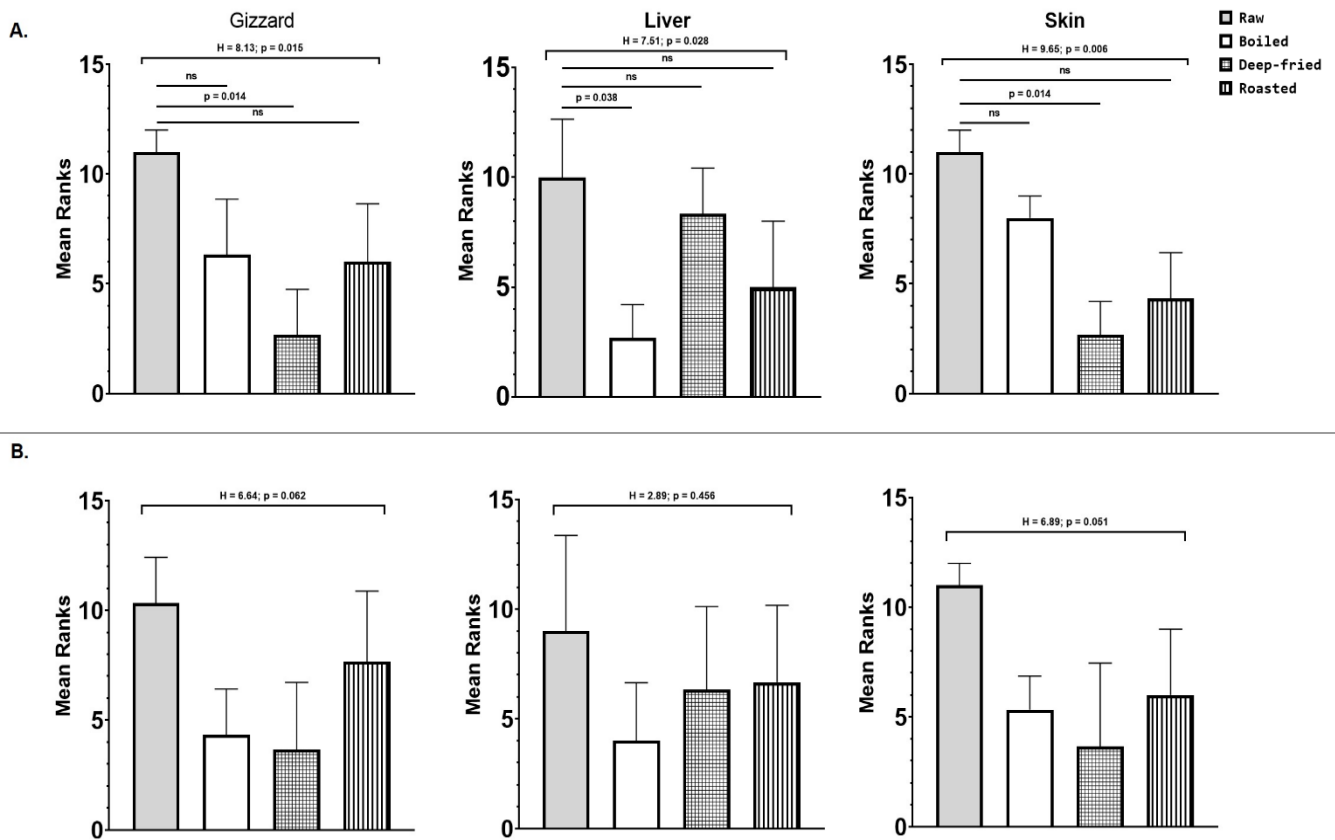 A.
Gizzard
H = 8.13; p = 0.015
ns
p = 0.014
ns
15
10
5
0
Mean Ranks
Liver
H = 7.51; p = 0.028
ns
ns
p = 0.038
15
10
5
0
Mean Ranks
Skin
H = 9.65; p = 0.006
ns
p = 0.014
ns
15
10
5
0
Mean Ranks
Raw
Boiled
Deep-fried
Roasted
B.
H = 6.64; p = 0.062
15
10
5
0
Mean Ranks
H = 2.89; p = 0.456
15
10
5
0
Mean Ranks
H = 6.89; p = 0.051
15
10
5
0
Mean Ranks